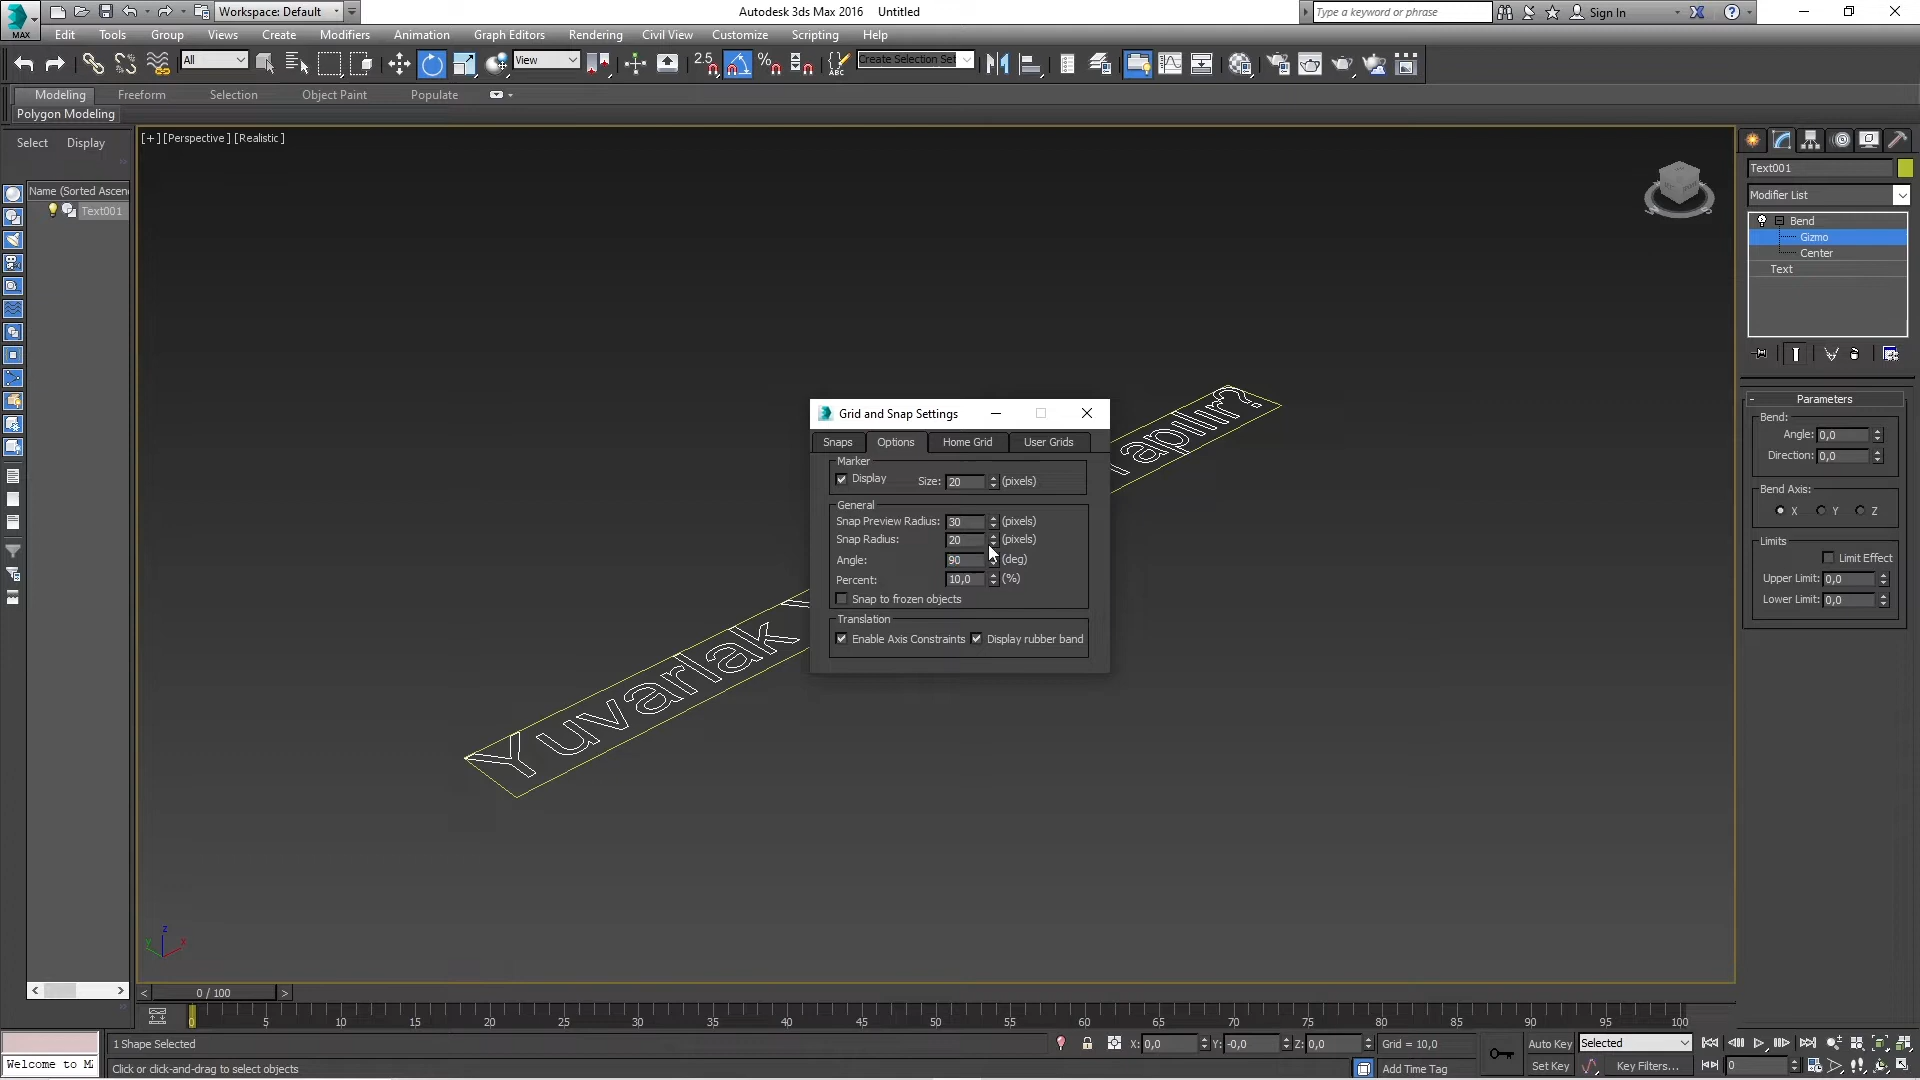 Workspace: Default
Autodesk 3ds Max 2016 Untitled
Type a keyword or phrase
Sign In
MAX
Edit Tools Group Views Create Modifiers Animation Graph Editors Rendering Civil View Customize Scripting Help
All
View
2.5
ABC
Create Selection Set
Modeling Freeform Selection Object Paint Populate
Polygon Modeling
Select Display
[+] [Perspective] [Realistic]
Name (Sorted Ascen
Text001
Text001
Modifier List
Bend
Gizmo
Center
Text
Parameters
Bend:
Angle: 0,0
Direction: 0,0
Bend Axis:
X Y Z
Limits
Limit Effect
Upper Limit: 0,0
Lower Limit: 0,0
Grid and Snap Settings
Snaps Options Home Grid User Grids
Marker
Display Size: 20 (pixels)
General
Snap Preview Radius: 30 (pixels)
Snap Radius: 20 (pixels)
Angle: 90 (deg)
Percent: 10,0 (%)
Snap to frozen objects
Translation
Enable Axis Constraints Display rubber band
Yuvarlak
apılır?
z
y x
< 0 / 100 >
0 5 10 15 20 25 30 35 40 45 50 55 60 65 70 75 80 85 90 95 100
1 Shape Selected
X: 0,0 Y: -0,0 Z: 0,0 Grid = 10,0
Auto Key Selected
Welcome to M
Click or click-and-drag to select objects
Add Time Tag
Set Key Key Filters...
0